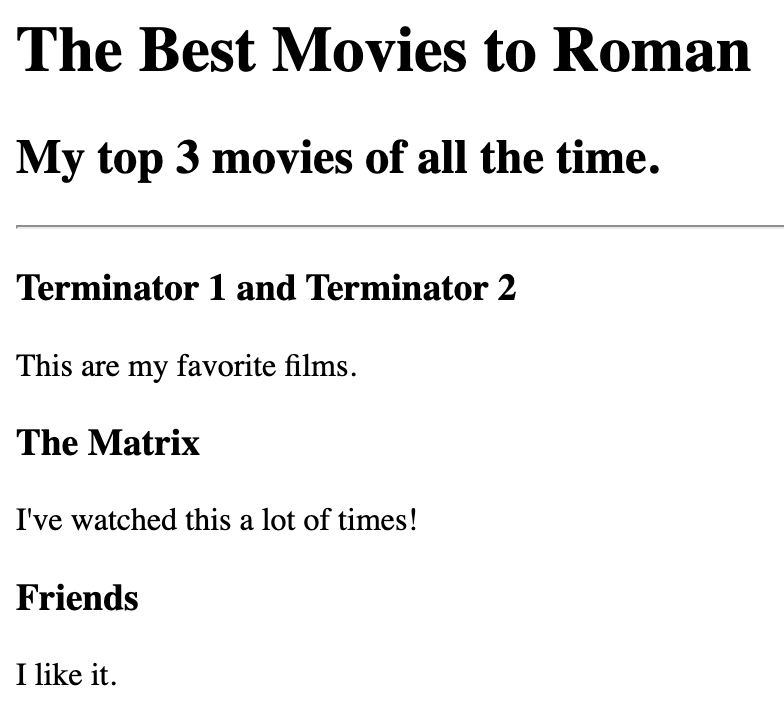 The Best Movies to Roman
My top 3 movies of all the time.
Terminator 1 and Terminator 2
This are my favorite films.
The Matrix
I've watched this a lot of times!
Friends
I like it.